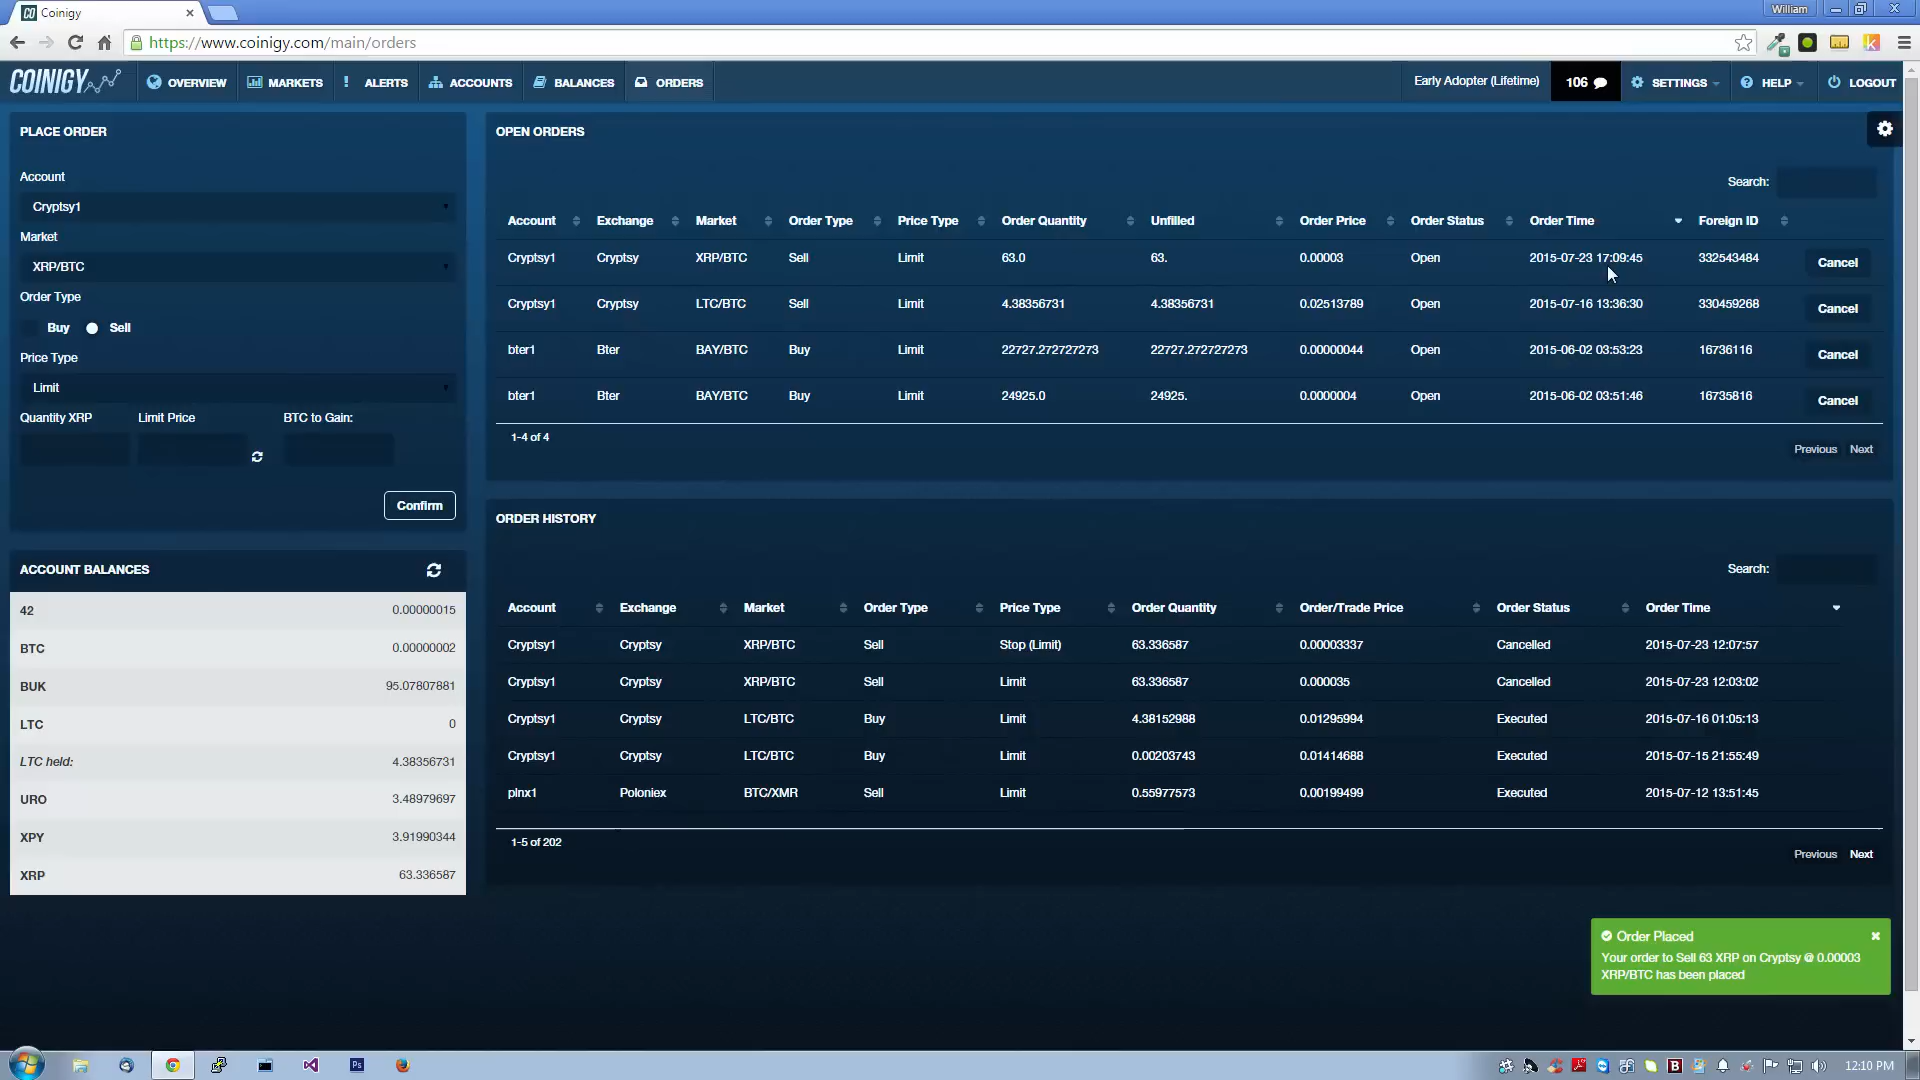 Coinigy
William
https://www.coinigy.com/main/orders
COINIGY
OVERVIEW
MARKETS
ALERTS
ACCOUNTS
BALANCES
ORDERS
Early Adopter (Lifetime)
106
SETTINGS
HELP
LOGOUT
PLACE ORDER
Account
Cryptsy1
Market
XRP/BTC
Order Type
Buy Sell
Price Type
Limit
Quantity XRP Limit Price BTC to Gain:
Confirm
ACCOUNT BALANCES
42 0.00000015
BTC 0.00000002
BUK 95.07807881
LTC 0
LTC held: 4.38356731
URO 3.48979697
XPY 3.91990344
XRP 63.336587
OPEN ORDERS
Search:
Account Exchange Market Order Type Price Type Order Quantity Unfilled Order Price Order Status Order Time Foreign ID
Cryptsy1 Cryptsy XRP/BTC Sell Limit 63.0 63. 0.00003 Open 2015-07-23 17:09:45 332543484 Cancel
Cryptsy1 Cryptsy LTC/BTC Sell Limit 4.38356731 4.38356731 0.02513789 Open 2015-07-16 13:36:30 330459268 Cancel
bter1 Bter BAY/BTC Buy Limit 22727.272727273 22727.272727273 0.00000044 Open 2015-06-02 03:53:23 16736116 Cancel
bter1 Bter BAY/BTC Buy Limit 24925.0 24925. 0.0000004 Open 2015-06-02 03:51:46 16735816 Cancel
1-4 of 4
Previous Next
ORDER HISTORY
Search:
Account Exchange Market Order Type Price Type Order Quantity Order/Trade Price Order Status Order Time
Cryptsy1 Cryptsy XRP/BTC Sell Stop (Limit) 63.336587 0.00003337 Cancelled 2015-07-23 12:07:57
Cryptsy1 Cryptsy XRP/BTC Sell Limit 63.336587 0.000035 Cancelled 2015-07-23 12:03:02
Cryptsy1 Cryptsy LTC/BTC Buy Limit 4.38152988 0.01295994 Executed 2015-07-16 01:05:13
Cryptsy1 Cryptsy LTC/BTC Buy Limit 0.00203743 0.01414688 Executed 2015-07-15 21:55:49
plnx1 Poloniex BTC/XMR Sell Limit 0.55977573 0.00199499 Executed 2015-07-12 13:51:45
1-5 of 202
Previous Next
Order Placed
Your order to Sell 63 XRP on Cryptsy @ 0.00003
XRP/BTC has been placed
12:10 PM